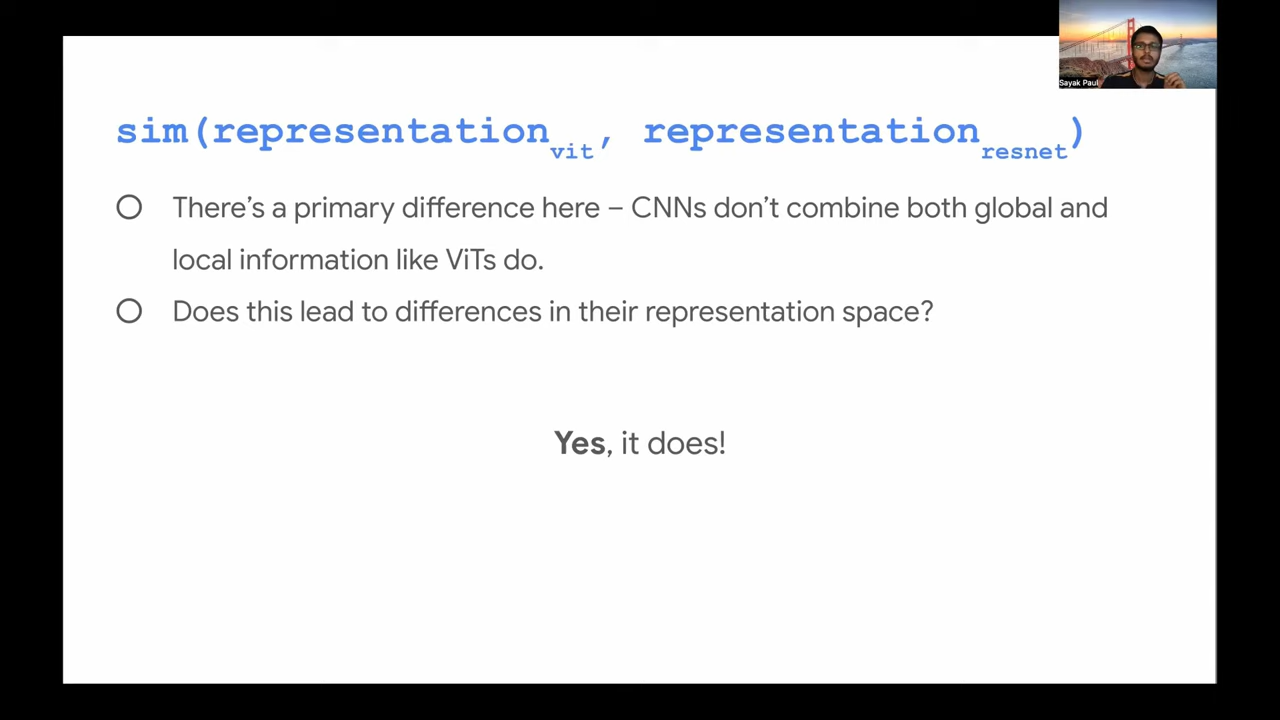 Sayak Paul
sim(representation_vit, representation_resnet)
There’s a primary difference here – CNNs don’t combine both global and
local information like ViTs do.
Does this lead to differences in their representation space?
Yes, it does!